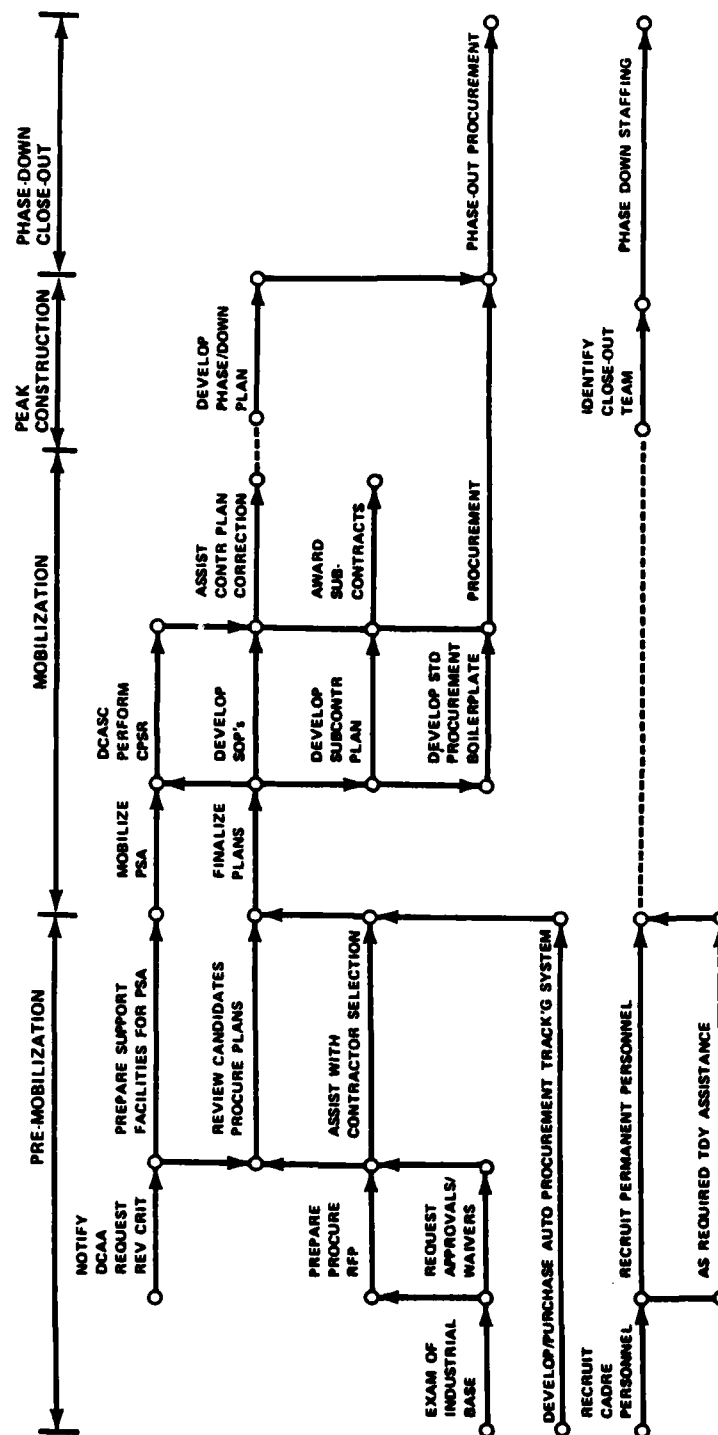 PRE-MOBILIZATION
MOBILIZATION
PEAK
CONSTRUCTION
PHASE-DOWN
CLOSE-OUT
NOTIFY
DCAA
REQUEST
REV CRIT
PREPARE SUPPORT
FACILITIES FOR PSA
MOBILIZE
PSA
DCASC
PERFORM
CPSR
REVIEW CANDIDATES
PROCURE PLANS
FINALIZE
PLANS
DEVELOP
SOP's
ASSIST
CONTR PLAN
CORRECTION
DEVELOP
PHASE/DOWN
PLAN
PREPARE
PROCURE
RFP
ASSIST WITH
CONTRACTOR SELECTION
DEVELOP
SUBCONTR
PLAN
AWARD
SUB-
CONTRACTS
EXAM OF
INDUSTRIAL
BASE
REQUEST
APPROVALS/
WAIVERS
DEVELOP STD
PROCUREMENT
BOILERPLATE
PROCUREMENT
PHASE-OUT PROCUREMENT
DEVELOP/PURCHASE AUTO PROCUREMENT TRACK'G SYSTEM
RECRUIT
CADRE
PERSONNEL
RECRUIT PERMANENT PERSONNEL
IDENTIFY
CLOSE-OUT
TEAM
PHASE DOWN STAFFING
AS REQUIRED TDY ASSISTANCE